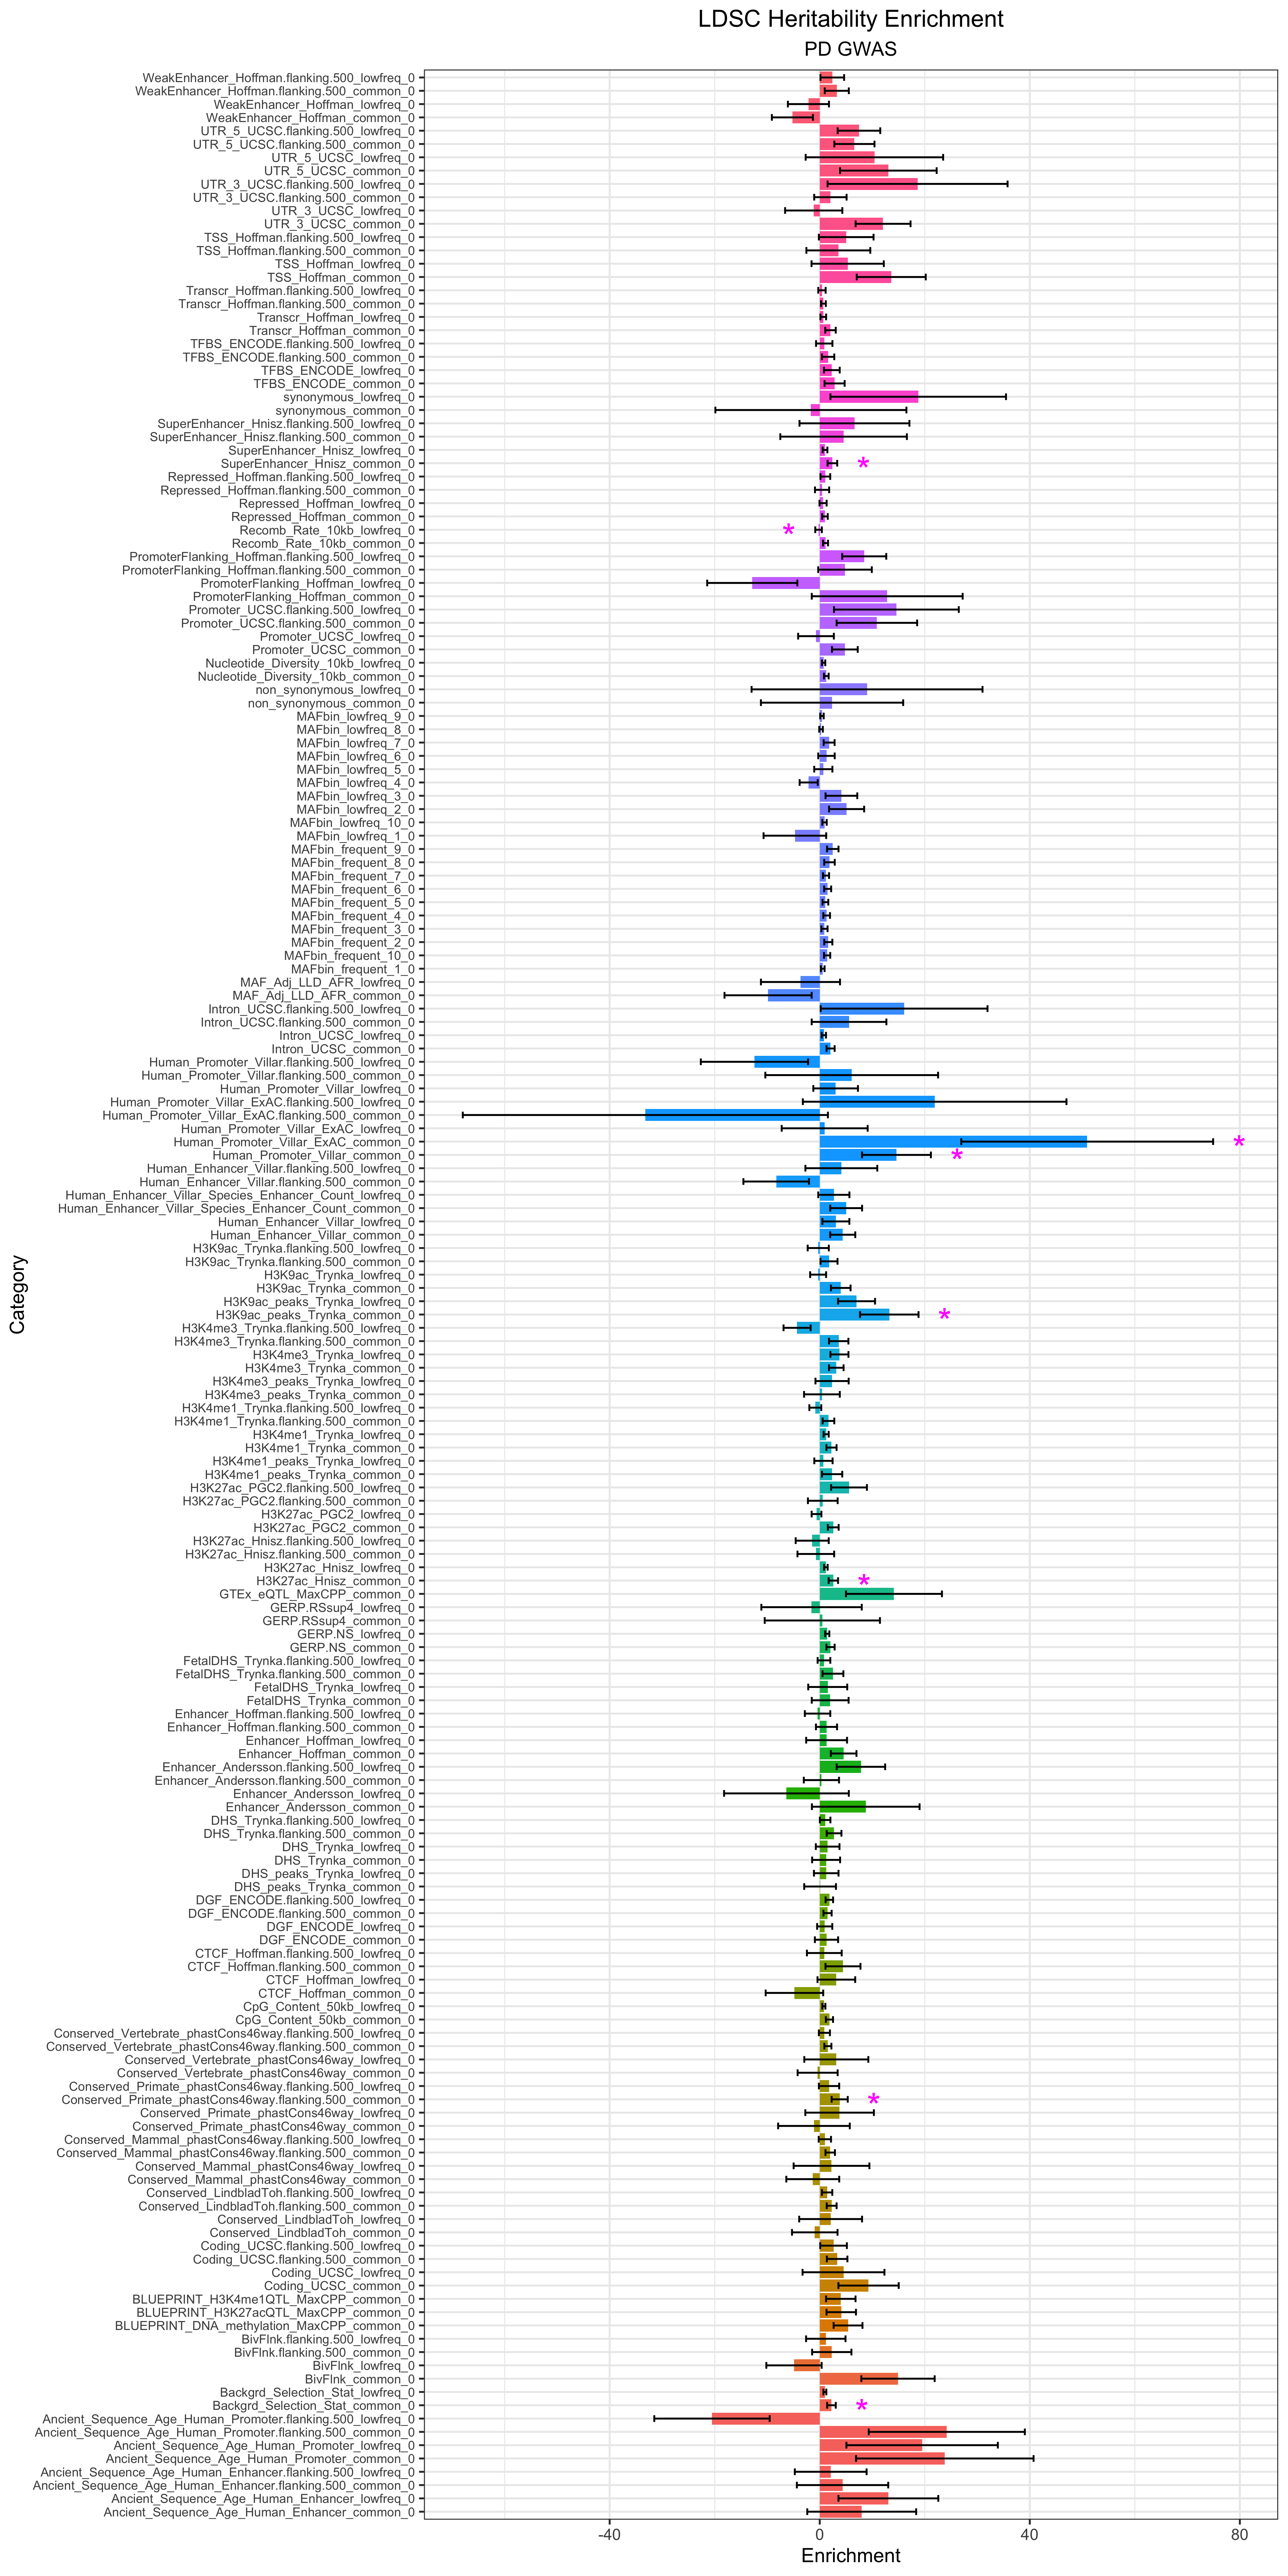 LDSC Heritability Enrichment
PD GWAS
WeakEnhancer_Hoffman.flanking.500_lowfreq_0
WeakEnhancer_Hoffman.flanking.500_common_0
WeakEnhancer_Hoffman_lowfreq_0
WeakEnhancer_Hoffman_common_0
UTR_5_UCSC.flanking.500_lowfreq_0
UTR_5_UCSC.flanking.500_common_0
UTR_5_UCSC_lowfreq_0
UTR_5_UCSC_common_0
UTR_3_UCSC.flanking.500_lowfreq_0
UTR_3_UCSC.flanking.500_common_0
UTR_3_UCSC_lowfreq_0
UTR_3_UCSC_common_0
TSS_Hoffman.flanking.500_lowfreq_0
TSS_Hoffman.flanking.500_common_0
TSS_Hoffman_lowfreq_0
TSS_Hoffman_common_0
Transcr_Hoffman.flanking.500_lowfreq_0
Transcr_Hoffman.flanking.500_common_0
Transcr_Hoffman_lowfreq_0
Transcr_Hoffman_common_0
TFBS_ENCODE.flanking.500_lowfreq_0
TFBS_ENCODE.flanking.500_common_0
TFBS_ENCODE_lowfreq_0
TFBS_ENCODE_common_0
synonymous_lowfreq_0
synonymous_common_0
SuperEnhancer_Hnisz.flanking.500_lowfreq_0
SuperEnhancer_Hnisz.flanking.500_common_0
SuperEnhancer_Hnisz_lowfreq_0
SuperEnhancer_Hnisz_common_0 *
Repressed_Hoffman.flanking.500_lowfreq_0
Repressed_Hoffman.flanking.500_common_0
Repressed_Hoffman_lowfreq_0
Repressed_Hoffman_common_0
Recomb_Rate_10kb_lowfreq_0 *
Recomb_Rate_10kb_common_0
PromoterFlanking_Hoffman.flanking.500_lowfreq_0
PromoterFlanking_Hoffman.flanking.500_common_0
PromoterFlanking_Hoffman_lowfreq_0
PromoterFlanking_Hoffman_common_0
Promoter_UCSC.flanking.500_lowfreq_0
Promoter_UCSC.flanking.500_common_0
Promoter_UCSC_lowfreq_0
Promoter_UCSC_common_0
Nucleotide_Diversity_10kb_lowfreq_0
Nucleotide_Diversity_10kb_common_0
non_synonymous_lowfreq_0
non_synonymous_common_0
MAFbin_lowfreq_9_0
MAFbin_lowfreq_8_0
MAFbin_lowfreq_7_0
MAFbin_lowfreq_6_0
MAFbin_lowfreq_5_0
MAFbin_lowfreq_4_0
MAFbin_lowfreq_3_0
MAFbin_lowfreq_2_0
MAFbin_lowfreq_10_0
MAFbin_lowfreq_1_0
MAFbin_frequent_9_0
MAFbin_frequent_8_0
MAFbin_frequent_7_0
MAFbin_frequent_6_0
MAFbin_frequent_5_0
MAFbin_frequent_4_0
MAFbin_frequent_3_0
MAFbin_frequent_2_0
MAFbin_frequent_10_0
MAFbin_frequent_1_0
MAF_Adj_LLD_AFR_lowfreq_0
MAF_Adj_LLD_AFR_common_0
Intron_UCSC.flanking.500_lowfreq_0
Intron_UCSC.flanking.500_common_0
Intron_UCSC_lowfreq_0
Intron_UCSC_common_0
Human_Promoter_Villar.flanking.500_lowfreq_0
Human_Promoter_Villar.flanking.500_common_0
Human_Promoter_Villar_lowfreq_0
Human_Promoter_Villar_ExAC.flanking.500_lowfreq_0
Human_Promoter_Villar_ExAC.flanking.500_common_0
Human_Promoter_Villar_ExAC_lowfreq_0
Human_Promoter_Villar_ExAC_common_0 *
Human_Promoter_Villar_common_0 *
Human_Enhancer_Villar.flanking.500_lowfreq_0
Human_Enhancer_Villar.flanking.500_common_0
Human_Enhancer_Villar_Species_Enhancer_Count_lowfreq_0
Human_Enhancer_Villar_Species_Enhancer_Count_common_0
Human_Enhancer_Villar_lowfreq_0
Human_Enhancer_Villar_common_0
H3K9ac_Trynka.flanking.500_lowfreq_0
H3K9ac_Trynka.flanking.500_common_0
H3K9ac_Trynka_lowfreq_0
H3K9ac_Trynka_common_0
H3K9ac_peaks_Trynka_lowfreq_0
H3K9ac_peaks_Trynka_common_0 *
H3K4me3_Trynka.flanking.500_lowfreq_0
H3K4me3_Trynka.flanking.500_common_0
H3K4me3_Trynka_lowfreq_0
H3K4me3_Trynka_common_0
H3K4me3_peaks_Trynka_lowfreq_0
H3K4me3_peaks_Trynka_common_0
H3K4me1_Trynka.flanking.500_lowfreq_0
H3K4me1_Trynka.flanking.500_common_0
H3K4me1_Trynka_lowfreq_0
H3K4me1_Trynka_common_0
H3K4me1_peaks_Trynka_lowfreq_0
H3K4me1_peaks_Trynka_common_0
H3K27ac_PGC2.flanking.500_lowfreq_0
H3K27ac_PGC2.flanking.500_common_0
H3K27ac_PGC2_lowfreq_0
H3K27ac_PGC2_common_0
H3K27ac_Hnisz.flanking.500_lowfreq_0
H3K27ac_Hnisz.flanking.500_common_0
H3K27ac_Hnisz_lowfreq_0
H3K27ac_Hnisz_common_0 *
GTEx_eQTL_MaxCPP_common_0
GERP.RSsup4_lowfreq_0
GERP.RSsup4_common_0
GERP.NS_lowfreq_0
GERP.NS_common_0
FetalDHS_Trynka.flanking.500_lowfreq_0
FetalDHS_Trynka.flanking.500_common_0
FetalDHS_Trynka_lowfreq_0
FetalDHS_Trynka_common_0
Enhancer_Hoffman.flanking.500_lowfreq_0
Enhancer_Hoffman.flanking.500_common_0
Enhancer_Hoffman_lowfreq_0
Enhancer_Hoffman_common_0
Enhancer_Andersson.flanking.500_lowfreq_0
Enhancer_Andersson.flanking.500_common_0
Enhancer_Andersson_lowfreq_0
Enhancer_Andersson_common_0
DHS_Trynka.flanking.500_lowfreq_0
DHS_Trynka.flanking.500_common_0
DHS_Trynka_lowfreq_0
DHS_Trynka_common_0
DHS_peaks_Trynka_lowfreq_0
DHS_peaks_Trynka_common_0
DGF_ENCODE.flanking.500_lowfreq_0
DGF_ENCODE.flanking.500_common_0
DGF_ENCODE_lowfreq_0
DGF_ENCODE_common_0
CTCF_Hoffman.flanking.500_lowfreq_0
CTCF_Hoffman.flanking.500_common_0
CTCF_Hoffman_lowfreq_0
CTCF_Hoffman_common_0
CpG_Content_50kb_lowfreq_0
CpG_Content_50kb_common_0
Conserved_Vertebrate_phastCons46way.flanking.500_lowfreq_0
Conserved_Vertebrate_phastCons46way.flanking.500_common_0
Conserved_Vertebrate_phastCons46way_lowfreq_0
Conserved_Vertebrate_phastCons46way_common_0
Conserved_Primate_phastCons46way.flanking.500_lowfreq_0
Conserved_Primate_phastCons46way.flanking.500_common_0 *
Conserved_Primate_phastCons46way_lowfreq_0
Conserved_Primate_phastCons46way_common_0
Conserved_Mammal_phastCons46way.flanking.500_lowfreq_0
Conserved_Mammal_phastCons46way.flanking.500_common_0
Conserved_Mammal_phastCons46way_lowfreq_0
Conserved_Mammal_phastCons46way_common_0
Conserved_LindbladToh.flanking.500_lowfreq_0
Conserved_LindbladToh.flanking.500_common_0
Conserved_LindbladToh_lowfreq_0
Conserved_LindbladToh_common_0
Coding_UCSC.flanking.500_lowfreq_0
Coding_UCSC.flanking.500_common_0
Coding_UCSC_lowfreq_0
Coding_UCSC_common_0
BLUEPRINT_H3K4me1QTL_MaxCPP_common_0
BLUEPRINT_H3K27acQTL_MaxCPP_common_0
BLUEPRINT_DNA_methylation_MaxCPP_common_0
BivFlnk.flanking.500_lowfreq_0
BivFlnk.flanking.500_common_0
BivFlnk_lowfreq_0
BivFlnk_common_0
Backgrd_Selection_Stat_lowfreq_0
Backgrd_Selection_Stat_common_0 *
Ancient_Sequence_Age_Human_Promoter.flanking.500_lowfreq_0
Ancient_Sequence_Age_Human_Promoter.flanking.500_common_0
Ancient_Sequence_Age_Human_Promoter_lowfreq_0
Ancient_Sequence_Age_Human_Promoter_common_0
Ancient_Sequence_Age_Human_Enhancer.flanking.500_lowfreq_0
Ancient_Sequence_Age_Human_Enhancer.flanking.500_common_0
Ancient_Sequence_Age_Human_Enhancer_lowfreq_0
Ancient_Sequence_Age_Human_Enhancer_common_0
Category
-40 0 40 80
Enrichment